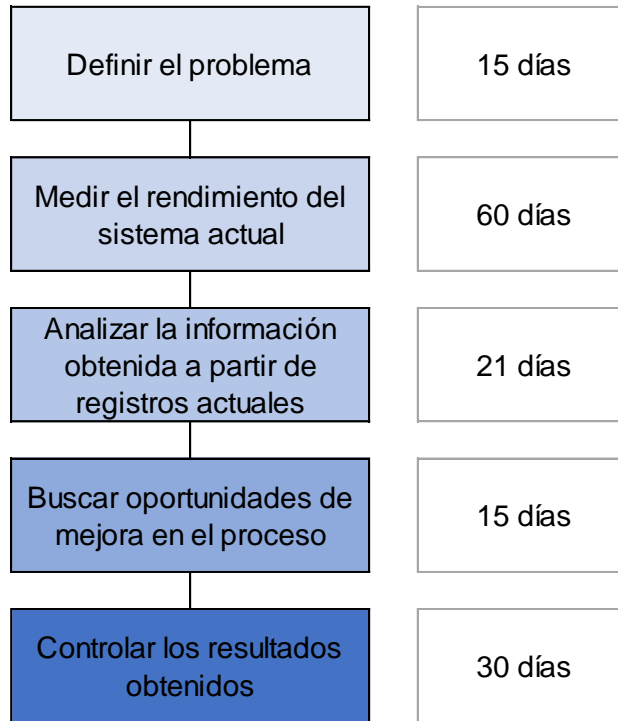 Definir el problema
15 días
Medir el rendimiento del
sistema actual
60 días
Analizar la información
obtenida a partir de
registros actuales
21 días
Buscar oportunidades de
mejora en el proceso
15 días
Controlar los resultados
obtenidos
30 días